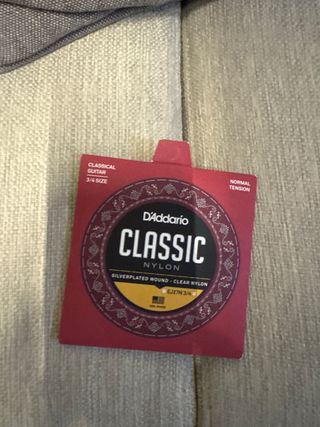 CLASSICAL
GUITAR
3/4 SIZE
NORMAL
TENSION
D'Addario
CLASSIC
NYLON
SILVERPLATED WOUND • CLEAR NYLON
EJ27N 3/4